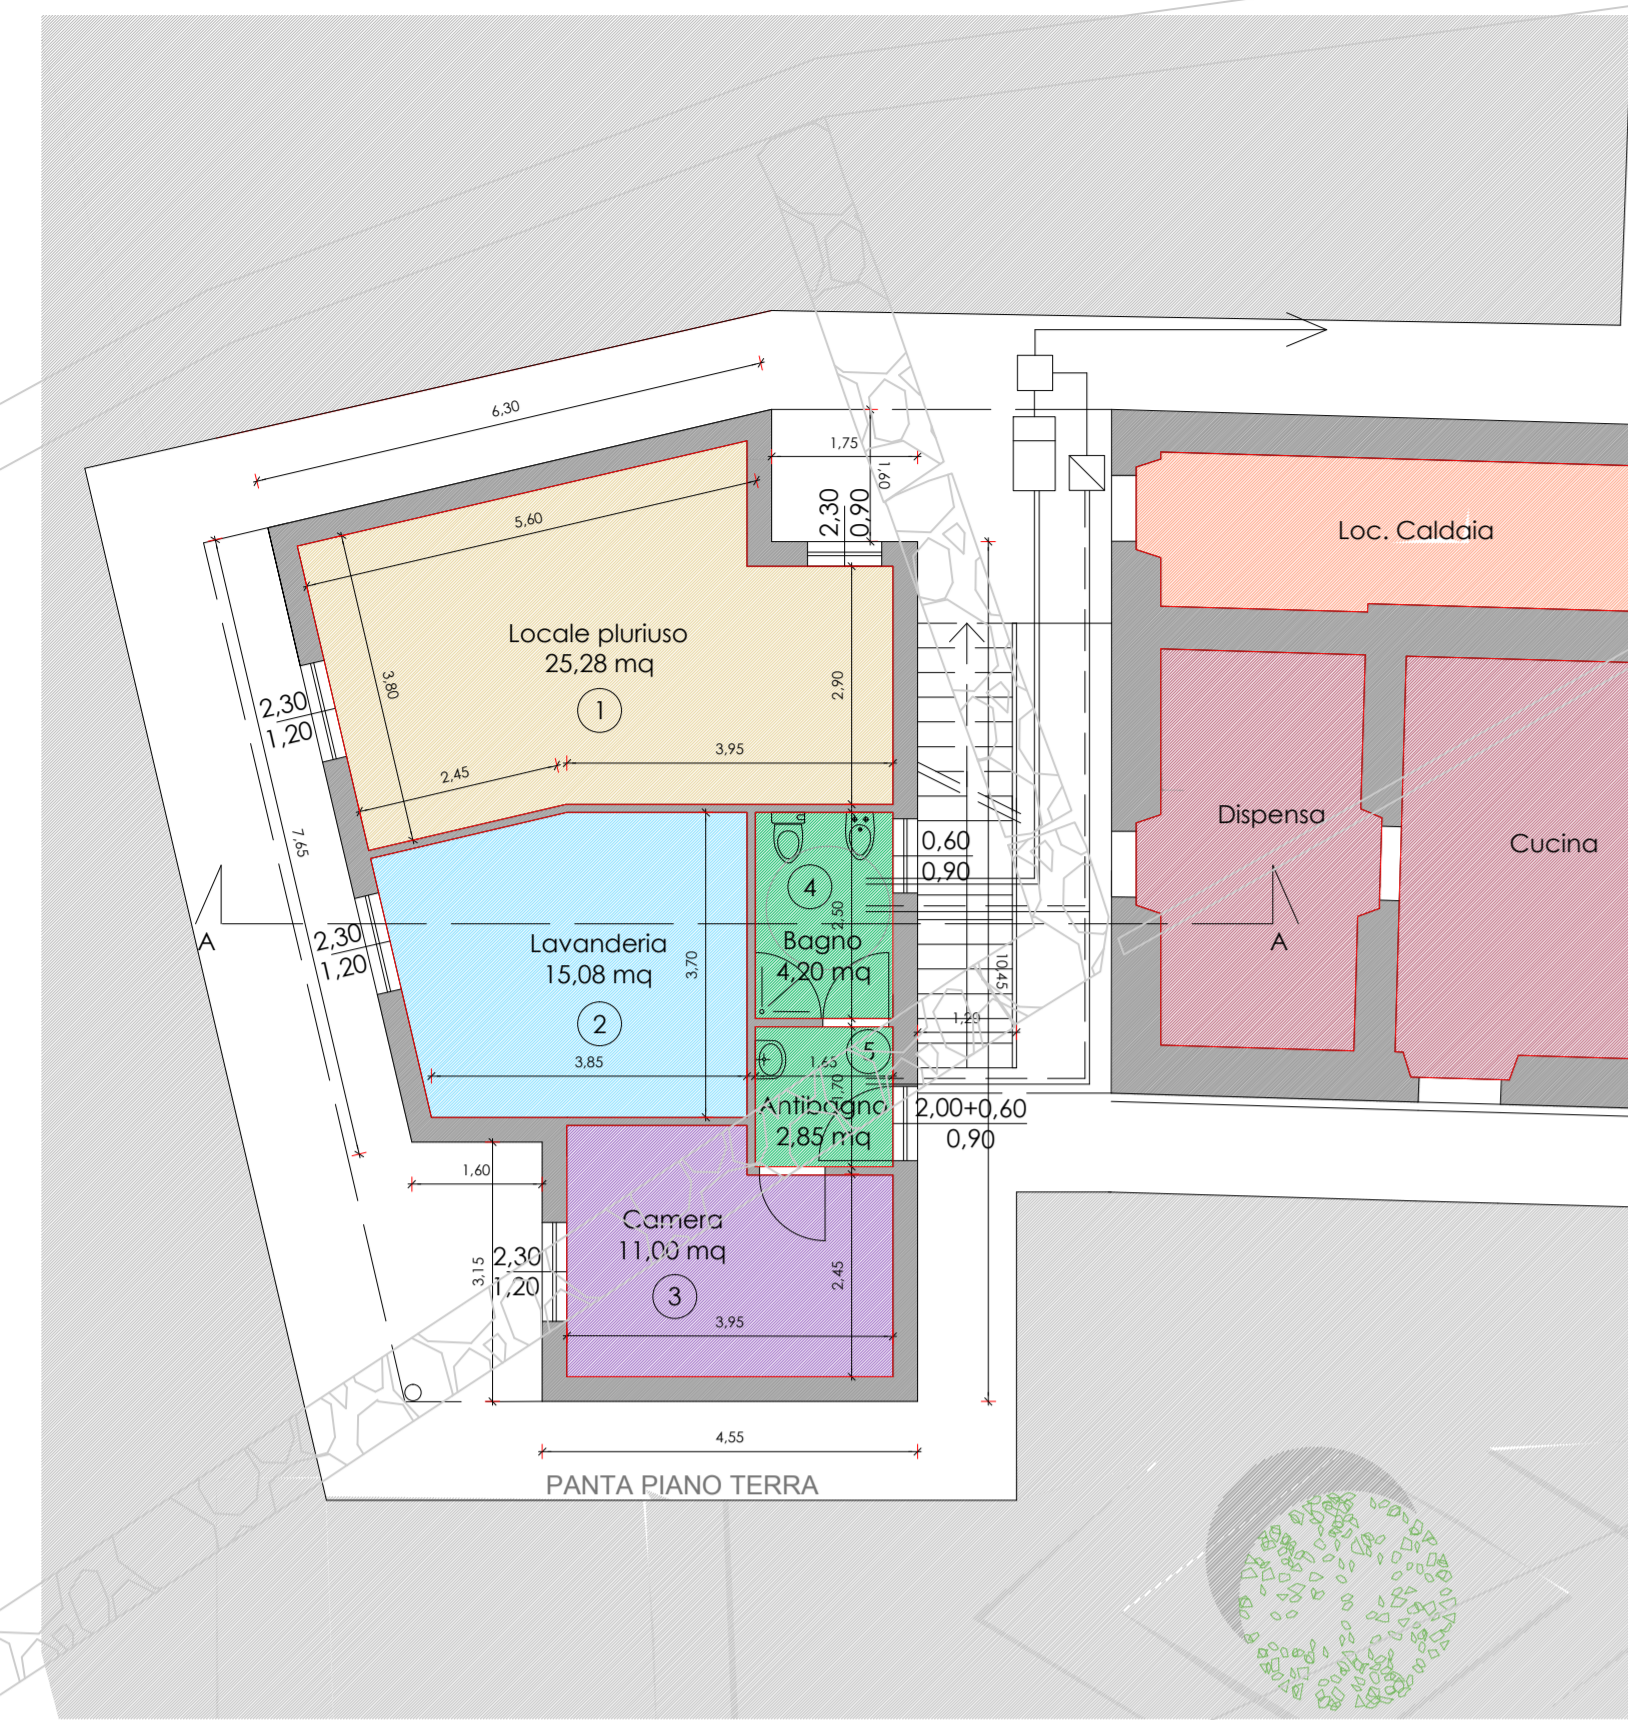 6,30
1,75
1,60
5,60
2,30
0,90
Loc. Caldaia
Locale pluriuso
25,28 mq
1
3,80
2,90
2,30
1,20
3,95
2,45
Dispensa
Cucina
7,65
0,60
0,90
4
2,50
Bagno
4,20 mq
A
2,30
1,20
Lavanderia
15,08 mq
3,70
2
A
10,45
1,20
3,85
1,65
5
1,70
Antibagno
2,85 mq
2,00+0,60
0,90
1,60
Camera
11,00 mq
3
3,15
2,30
1,20
2,45
3,95
4,55
PANTA PIANO TERRA